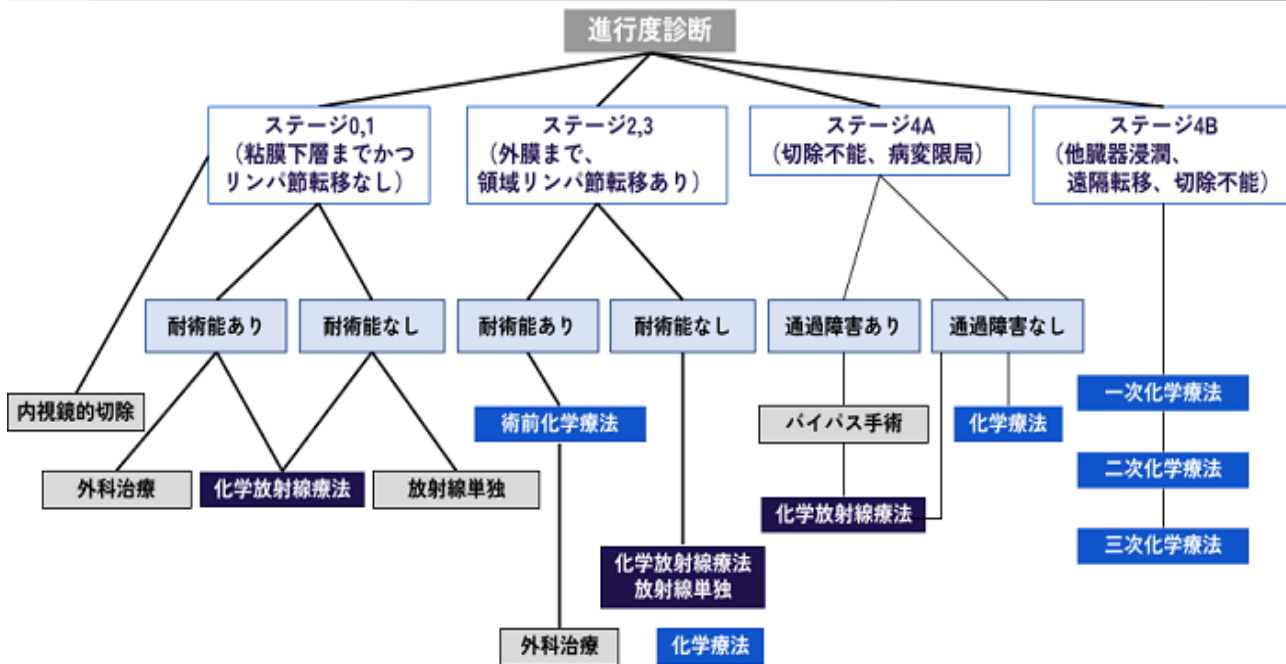 進行度診断
ステージ0,1
（粘膜下層までかつ
リンパ節転移なし）
ステージ2,3
（外膜まで、
領域リンパ節転移あり）
ステージ4A
（切除不能、病変限局）
ステージ4B
（他臓器浸潤、
遠隔転移、切除不能）
耐術能あり
耐術能なし
耐術能あり
耐術能なし
通過障害あり
通過障害なし
内視鏡的切除
術前化学療法
バイパス手術
化学療法
一次化学療法
二次化学療法
三次化学療法
外科治療
化学放射線療法
放射線単独
化学放射線療法
化学放射線療法
放射線単独
外科治療
化学療法